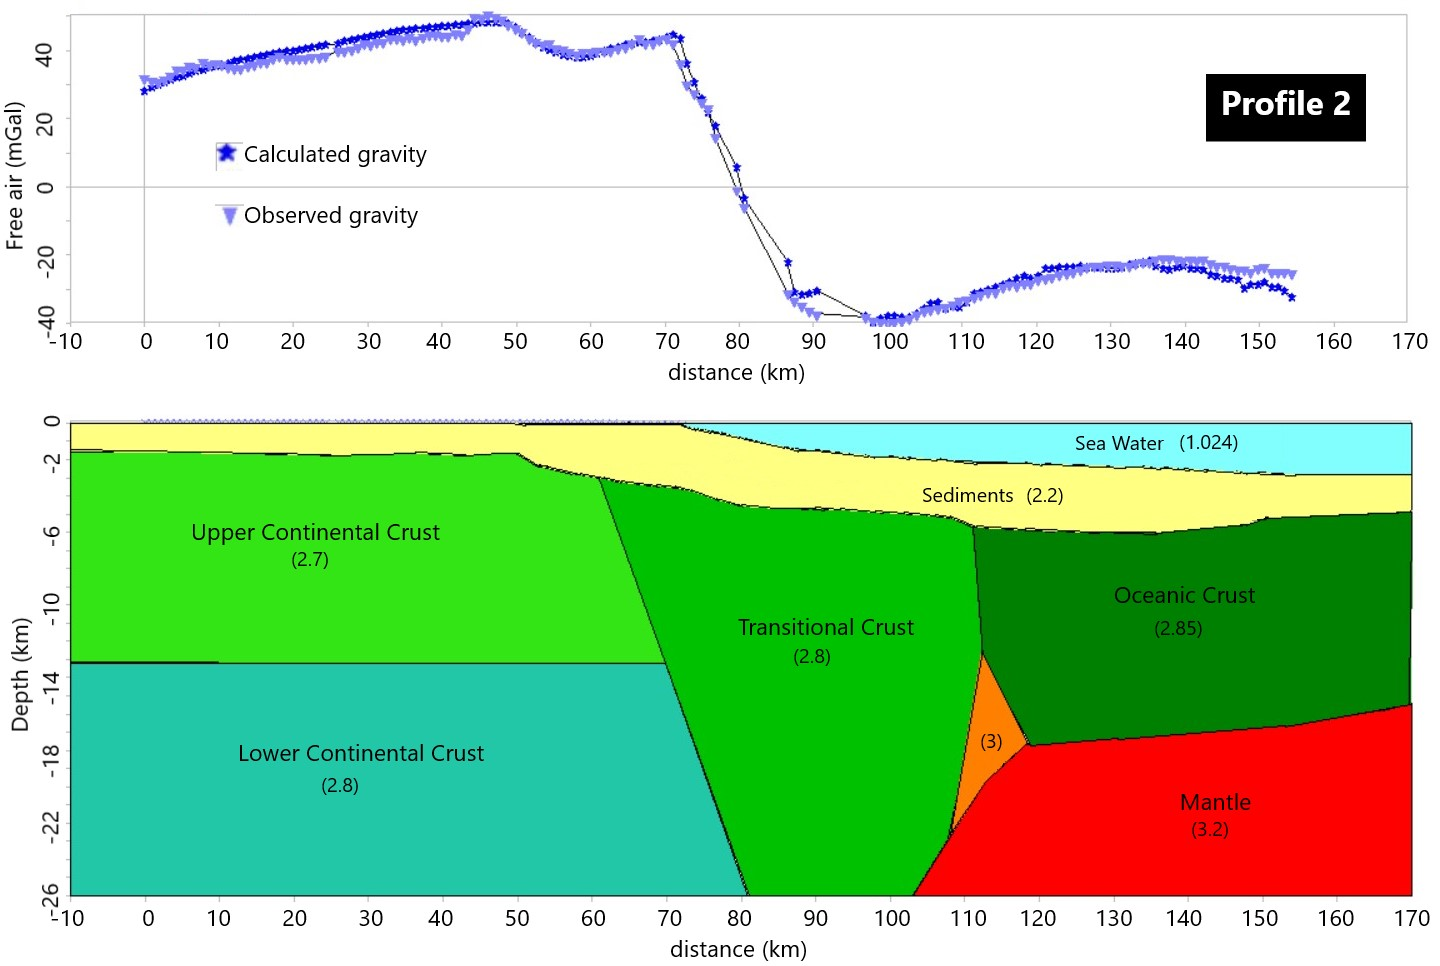 40
20
0
-20
-40
Free air (mGal)
Profile 2
Calculated gravity
Observed gravity
-10 0 10 20 30 40 50 60 70 80 90 100 110 120 130 140 150 160 170
distance (km)
0
-2
-6
-10
-14
-18
-22
-26
Depth (km)
Sea Water (1.024)
Sediments (2.2)
Upper Continental Crust
(2.7)
Oceanic Crust
(2.85)
Transitional Crust
(2.8)
Lower Continental Crust
(2.8)
(3)
Mantle
(3.2)
-10 0 10 20 30 40 50 60 70 80 90 100 110 120 130 140 150 160 170
distance (km)